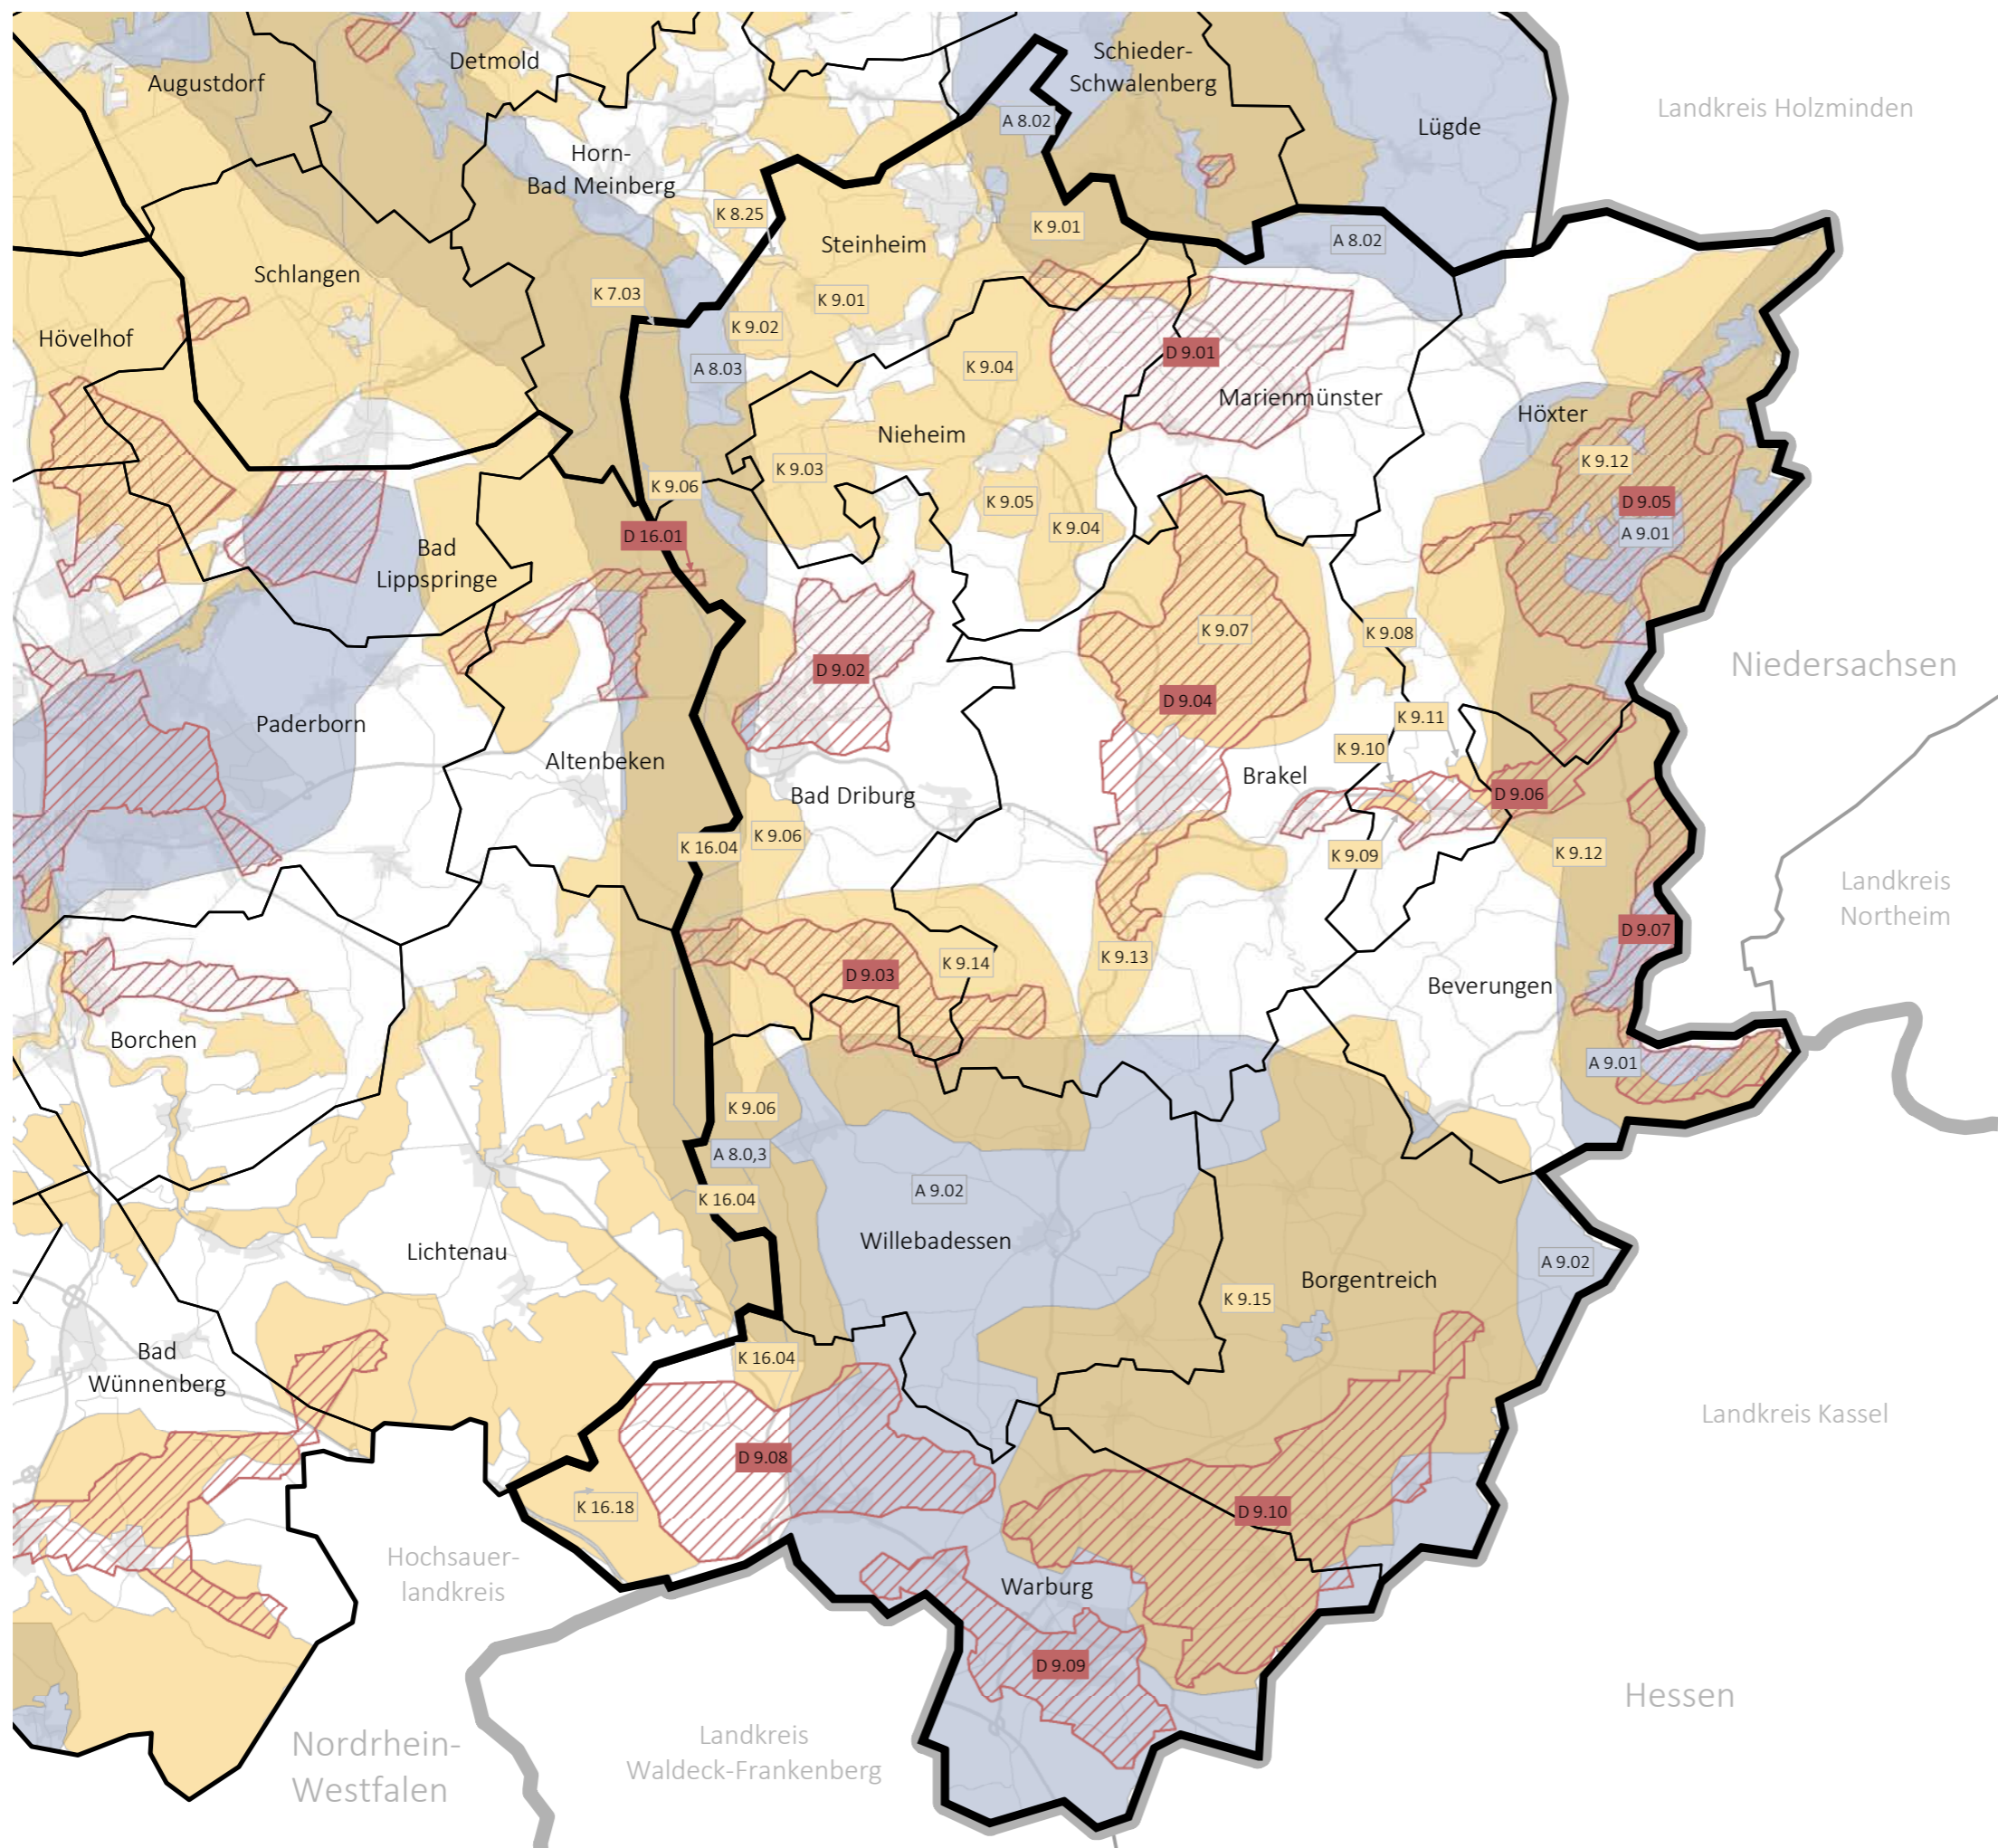 Detmold
Schieder-
Schwalenberg
Augustdorf
Landkreis Holzminden
A 8.02
Lügde
Horn-
Bad Meinberg
K 8.25
K 9.01
Steinheim
A 8.02
Schlangen
K 7.03
K 9.01
K 9.02
Hövelhof
D 9.01
A 8.03
K 9.04
Marienmünster
Höxter
Nieheim
K 9.12
K 9.03
K 9.06
K 9.05
D 9.05
K 9.04
A 9.01
D 16.01
Bad
Lippspringe
K 9.07
K 9.08
Niedersachsen
D 9.02
D 9.04
K 9.11
Paderborn
K 9.10
Altenbeken
Brakel
Bad Driburg
D 9.06
K 9.06
K 16.04
K 9.09
K 9.12
Landkreis
Northeim
D 9.07
K 9.13
K 9.14
D 9.03
Beverungen
Borchen
A 9.01
K 9.06
A 8.0,3
A 9.02
K 16.04
Willebadessen
Lichtenau
A 9.02
Borgentreich
K 9.15
Bad
Wünnenberg
K 16.04
Landkreis Kassel
D 9.08
K 16.18
D 9.10
Hochsauer-
landkreis
Warburg
D 9.09
Hessen
Nordrhein-
Westfalen
Landkreis
Waldeck-Frankenberg